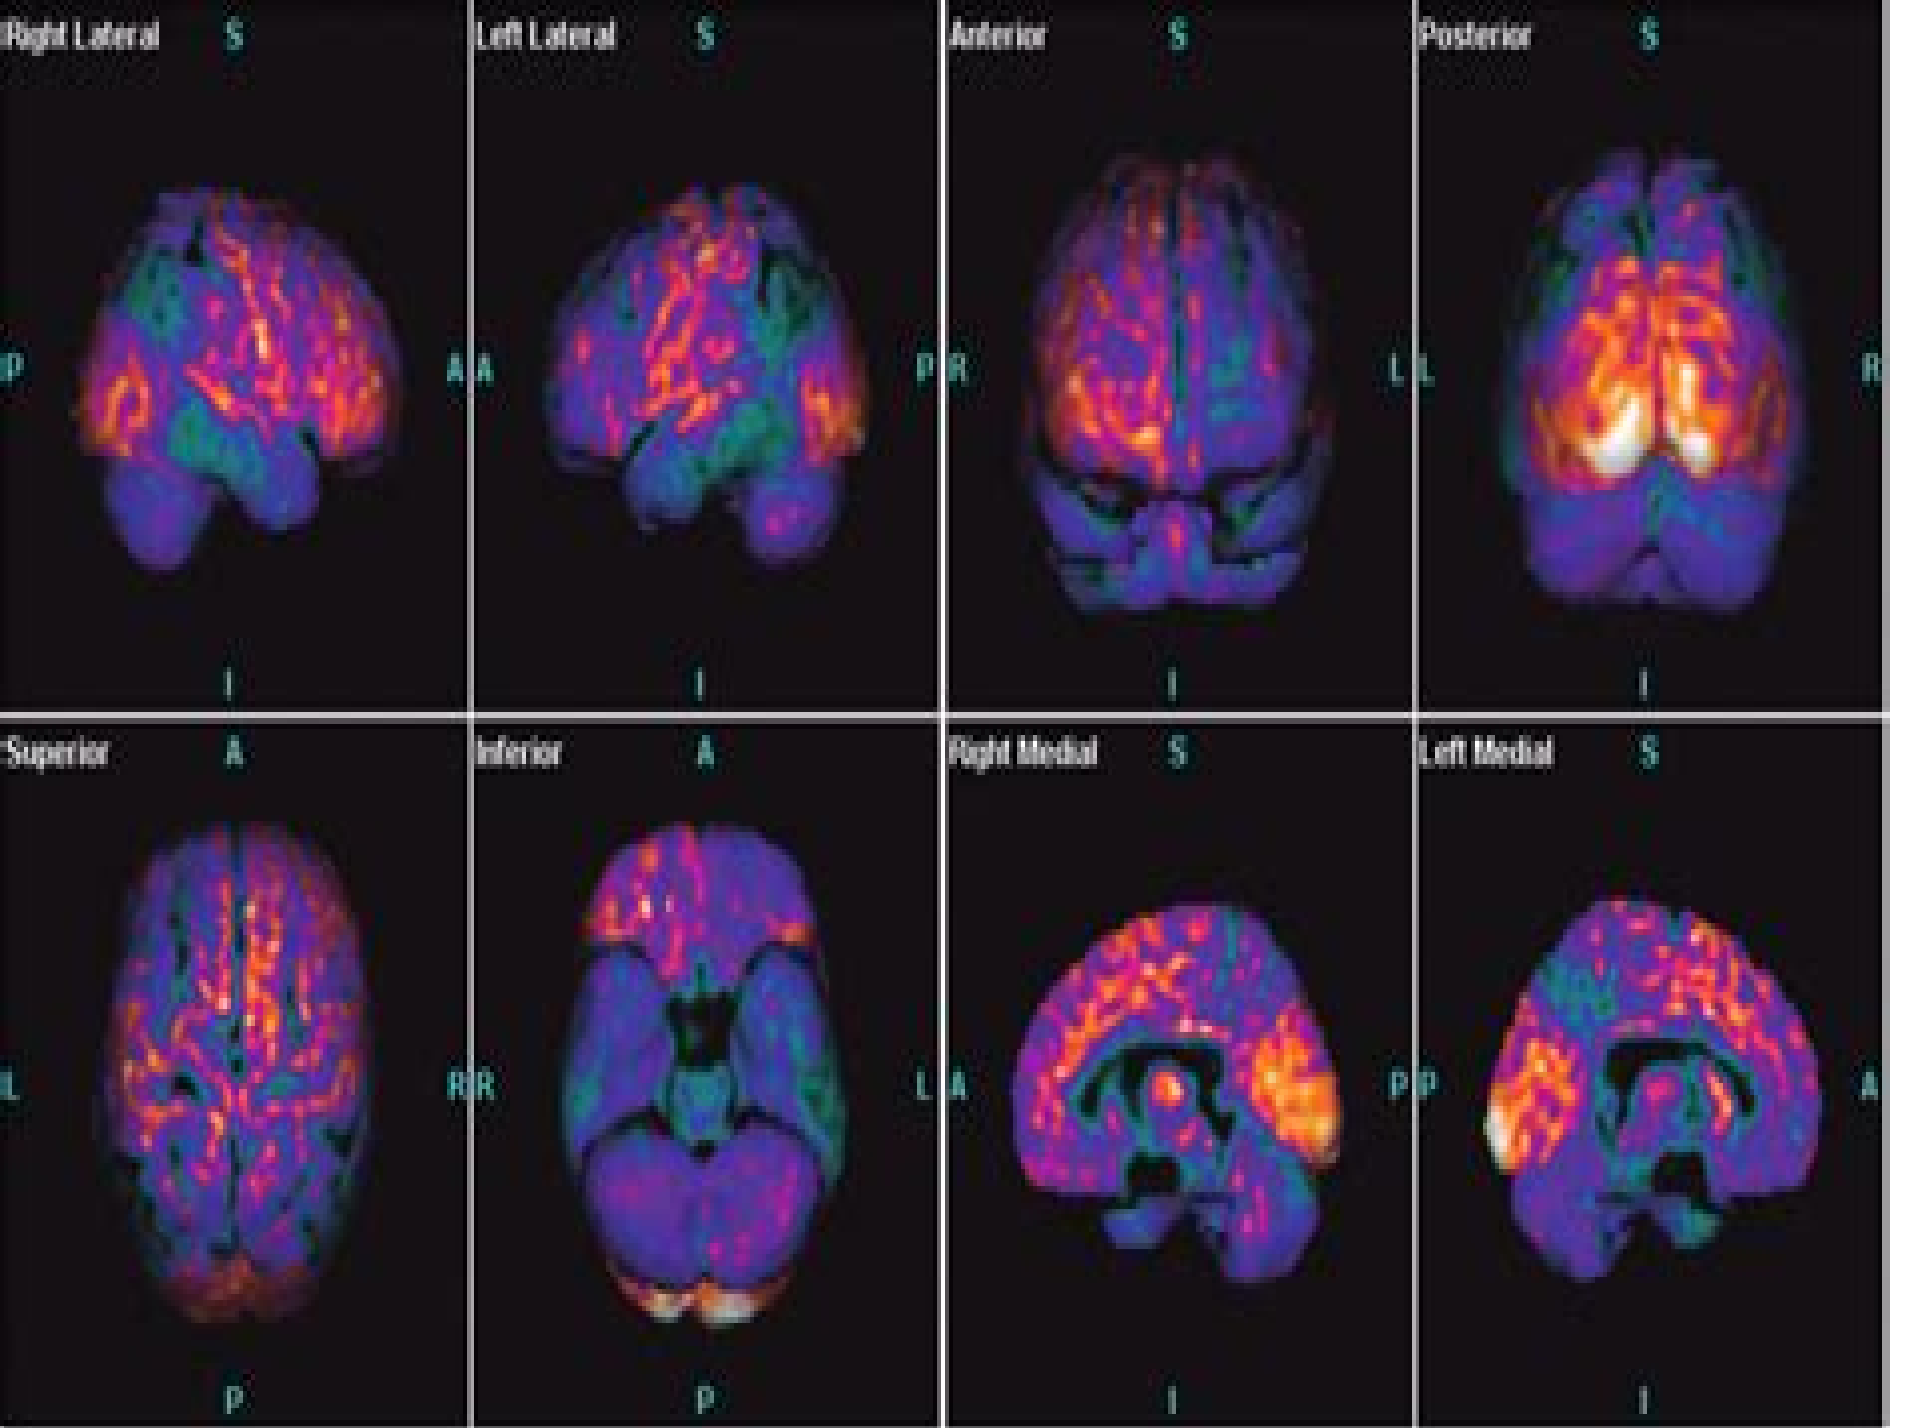 Right Lateral S
P A
I
Left Lateral S
A P
I
Anterior S
R L
I
Posterior S
L R
I
Superior A
L R
P
Inferior A
R L
P
Right Medial S
A P
I
Left Medial S
P A
I